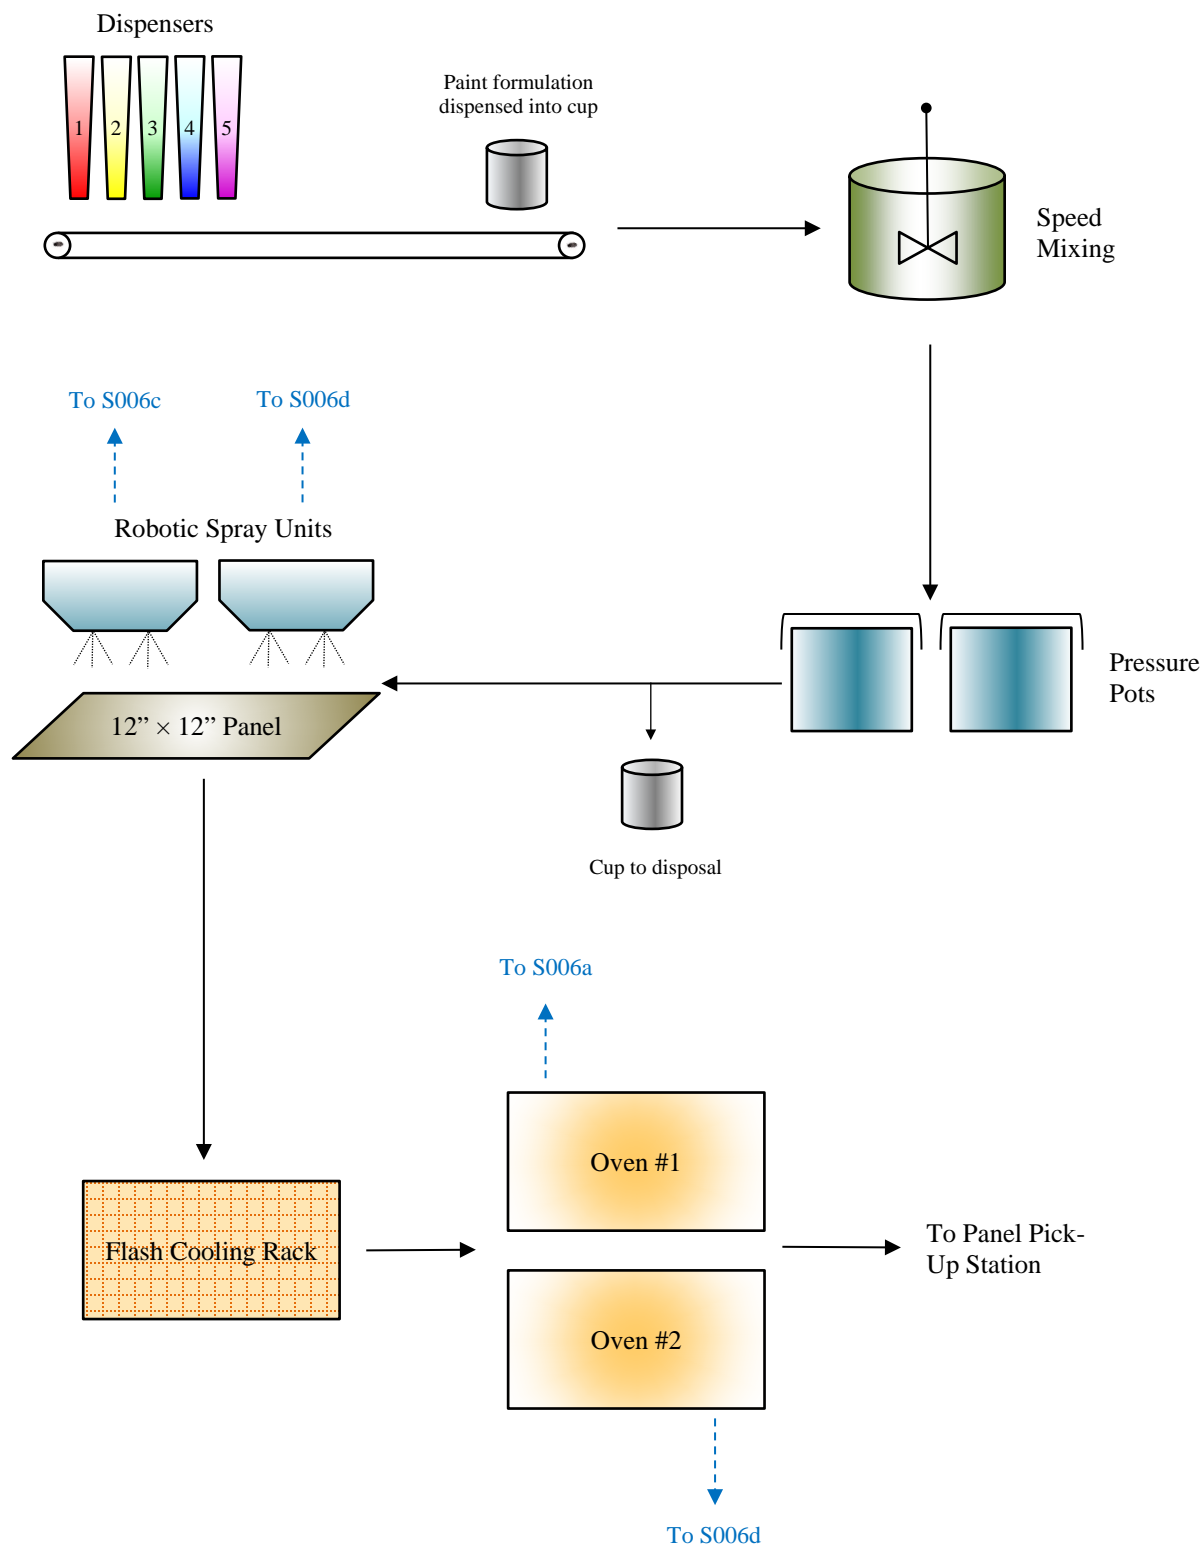 Dispensers
1 2 3 4 5
Paint formulation
dispensed into cup
Speed
Mixing
To S006c
To S006d
Robotic Spray Units
12” × 12” Panel
Pressure
Pots
Cup to disposal
To S006a
Oven #1
Flash Cooling Rack
To Panel Pick-
Up Station
Oven #2
To S006d